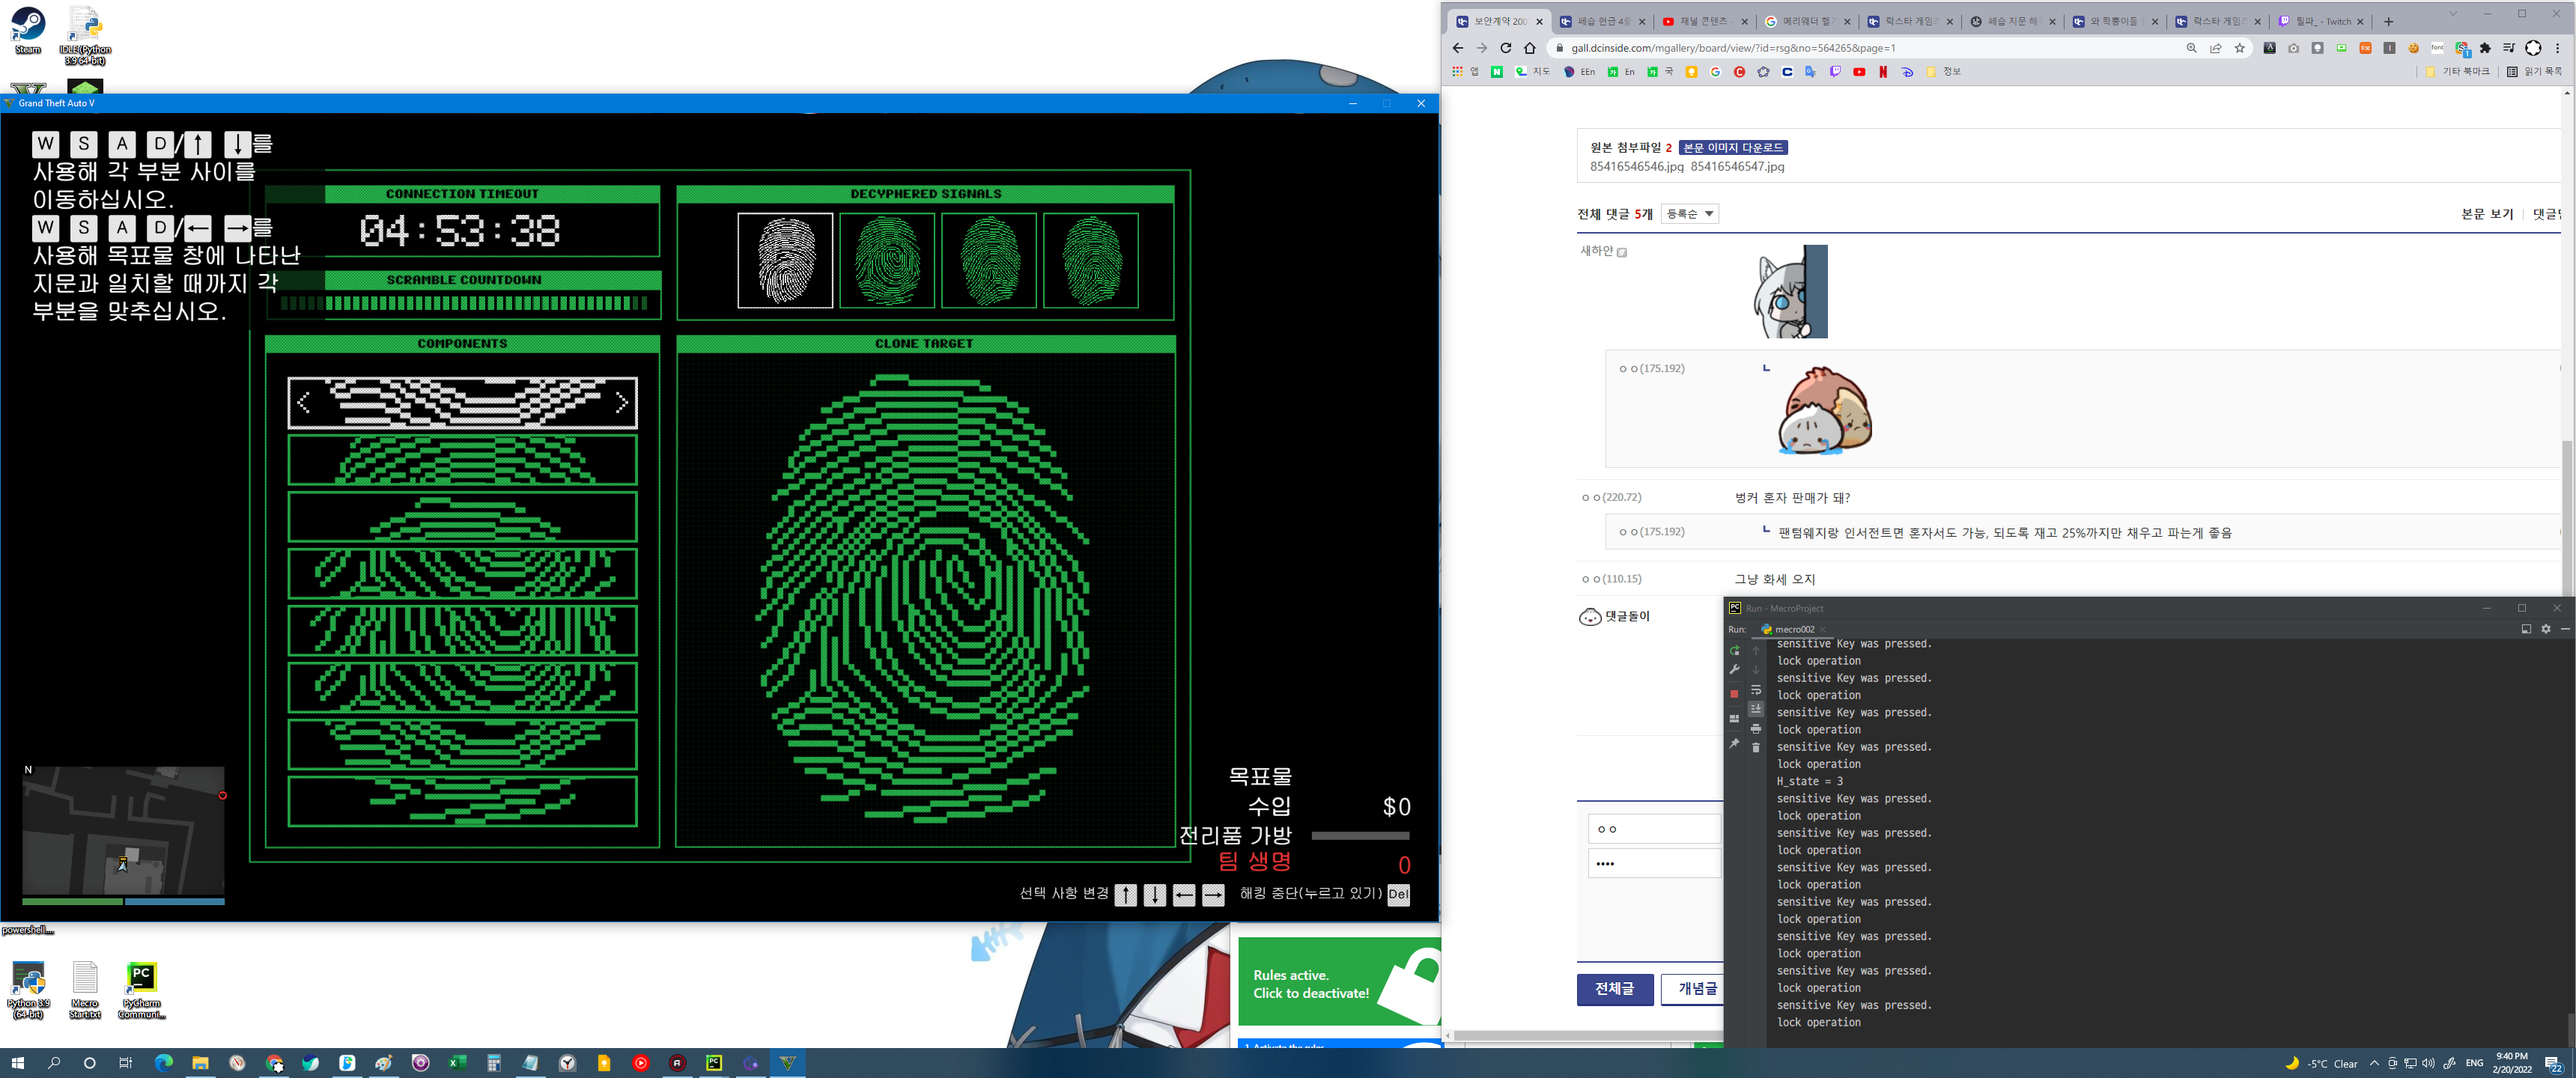 Steam
IDLE (Python
3.9 64-bit)
Grand Theft Auto V
W S A D/↑ ↓를
사용해 각 부분 사이를
이동하십시오.
W S A D/← →를
사용해 목표물 창에 나타난
지문과 일치할 때까지 각
부분을 맞추십시오.
CONNECTION TIMEOUT
04:53:38
SCRAMBLE COUNTDOWN
DECYPHERED SIGNALS
COMPONENTS
CLONE TARGET
N
목표물
수입 $0
전리품 가방
팀 생명 0
선택 사항 변경 ↑ ↓ ← → 해킹 중단(누르고 있기) Del
powershell....
Python 3.9
(64-bit)
Mecro
Start.txt
PyCharm
Communi...
Rules active.
Click to deactivate!
1. Activate the rules
보안계약 200
페습 현금 4
채널 콘텐츠 -
메리웨더 헬
락스타 게임
페습 지문 해
와 퀵뿡이들
락스타 게임
필파_ - Twitch
gall.dcinside.com/mgallery/board/view/?id=rsg&no=564265&page=1
앱 지도 EEn En 국 정보 기타 북마크 읽기 목록
원본 첨부파일 2 본문 이미지 다운로드
85416546546.jpg 85416546547.jpg
전체 댓글 5개 등록순 본문 보기 댓글
새하얀
ㅇㅇ(175.192)
ㅇㅇ(220.72) 벙커 혼자 판매가 돼?
ㅇㅇ(175.192) 팬텀웨지랑 인서전트면 혼자서도 가능, 되도록 재고 25%까지만 채우고 파는게 좋음
ㅇㅇ(110.15) 그냥 화세 오지
댓글돌이
ㅇㅇ
••••
전체글 개념글
Run - MecroProject
Run: mecro002
sensitive Key was pressed.
lock operation
sensitive Key was pressed.
lock operation
sensitive Key was pressed.
lock operation
sensitive Key was pressed.
lock operation
H_state = 3
sensitive Key was pressed.
lock operation
sensitive Key was pressed.
lock operation
sensitive Key was pressed.
lock operation
sensitive Key was pressed.
lock operation
sensitive Key was pressed.
lock operation
sensitive Key was pressed.
lock operation
sensitive Key was pressed.
lock operation
-5°C Clear
ENG
9:40 PM
2/20/2022
22